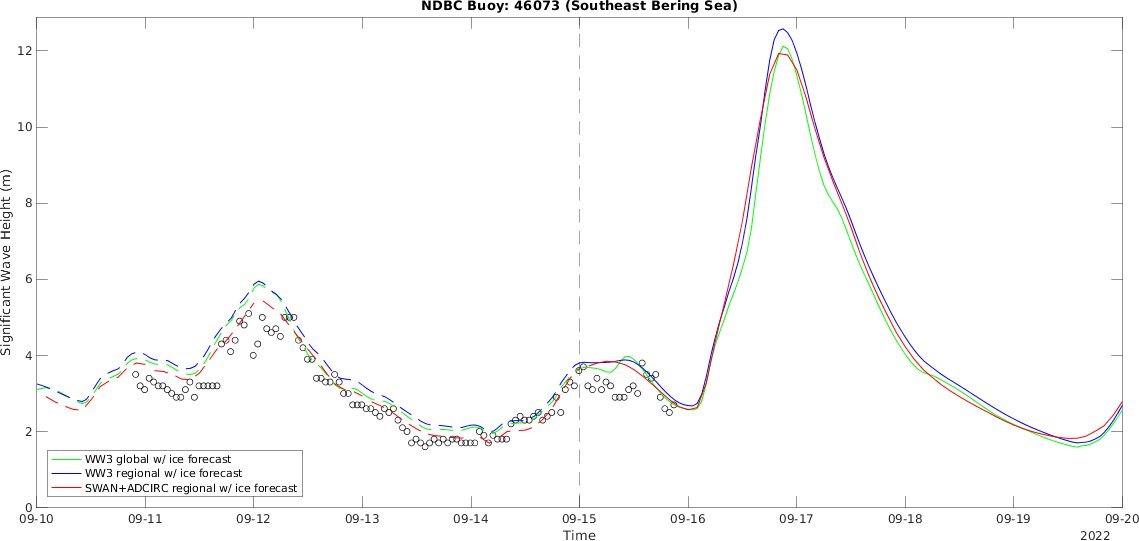 NDBC Buoy: 46073 (Southeast Bering Sea)
Significant Wave Height (m)
12
10
8
6
4
2
0
WW3 global w/ ice forecast
WW3 regional w/ ice forecast
SWAN+ADCIRC regional w/ ice forecast
09-10 09-11 09-12 09-13 09-14 09-15 09-16 09-17 09-18 09-19 09-20
Time
2022